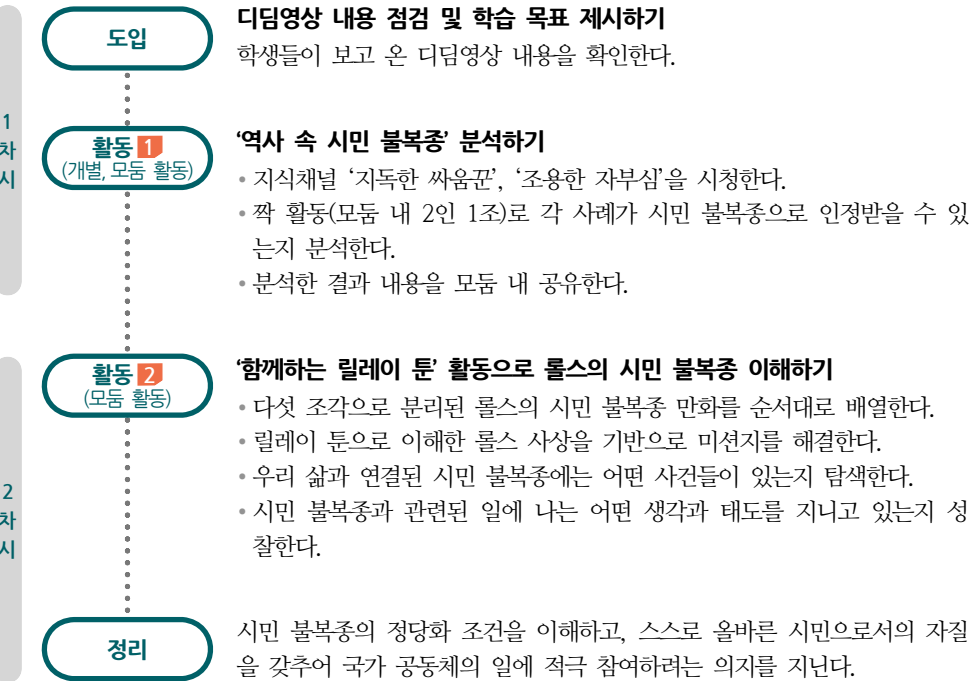 도입
디딤영상 내용 점검 및 학습 목표 제시하기
학생들이 보고 온 디딤영상 내용을 확인한다.
1
차
시
활동 1
(개별, 모둠 활동)
‘역사 속 시민 불복종’ 분석하기
• 지식채널 ‘지독한 싸움꾼’, ‘조용한 자부심’을 시청한다.
• 짝 활동(모둠 내 2인 1조)로 각 사례가 시민 불복종으로 인정받을 수 있
는지 분석한다.
• 분석한 결과 내용을 모둠 내 공유한다.
2
차
시
활동 2
(모둠 활동)
‘함께하는 릴레이 툰’ 활동으로 롤스의 시민 불복종 이해하기
• 다섯 조각으로 분리된 롤스의 시민 불복종 만화를 순서대로 배열한다.
• 릴레이 툰으로 이해한 롤스 사상을 기반으로 미션지를 해결한다.
• 우리 삶과 연결된 시민 불복종에는 어떤 사건들이 있는지 탐색한다.
• 시민 불복종과 관련된 일에 나는 어떤 생각과 태도를 지니고 있는지 성
찰한다.
정리
시민 불복종의 정당화 조건을 이해하고, 스스로 올바른 시민으로서의 자질
을 갖추어 국가 공동체의 일에 적극 참여하려는 의지를 지닌다.